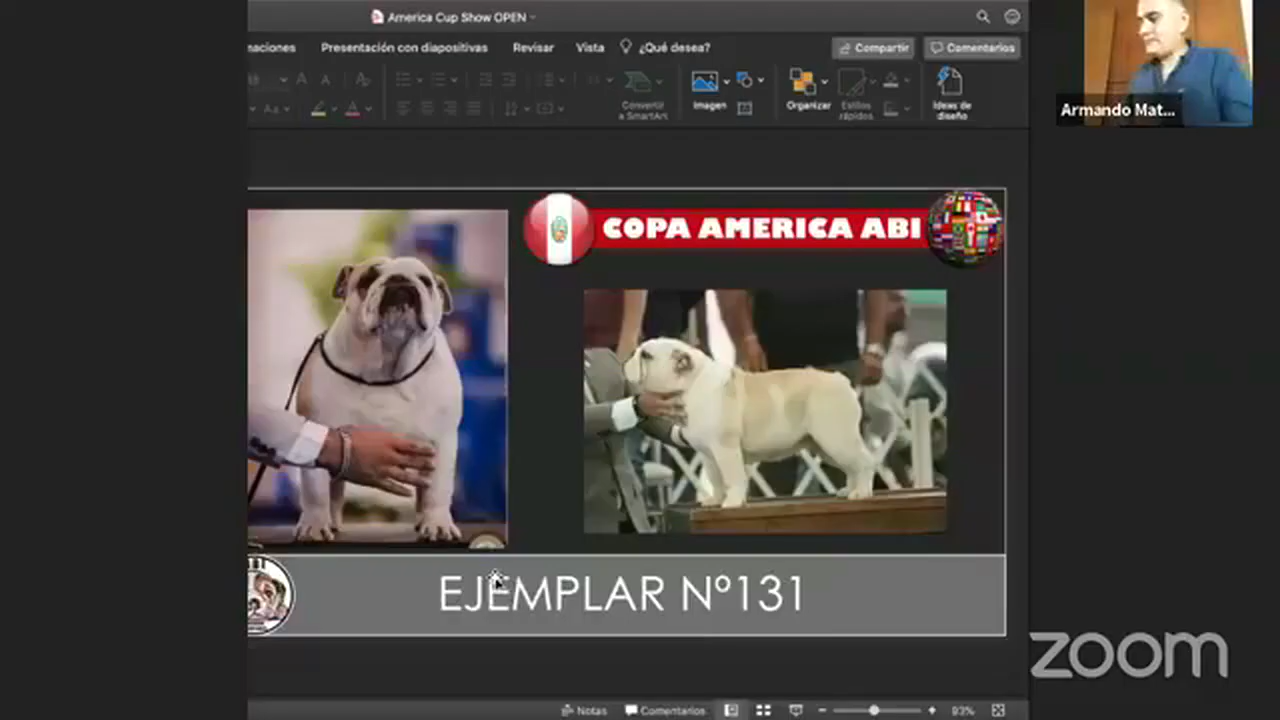 America Cup Show OPEN
naciones Presentación con diapositivas Revisar Vista ¿Qué desea? Compartir Comentarios
Convertir a SmartArt
Imagen
Organizar
Estilos rápidos
Ideas de diseño
Armando Mat...
COPA AMERICA ABI
EJEMPLAR Nº131
zoom
Notas Comentarios 93%